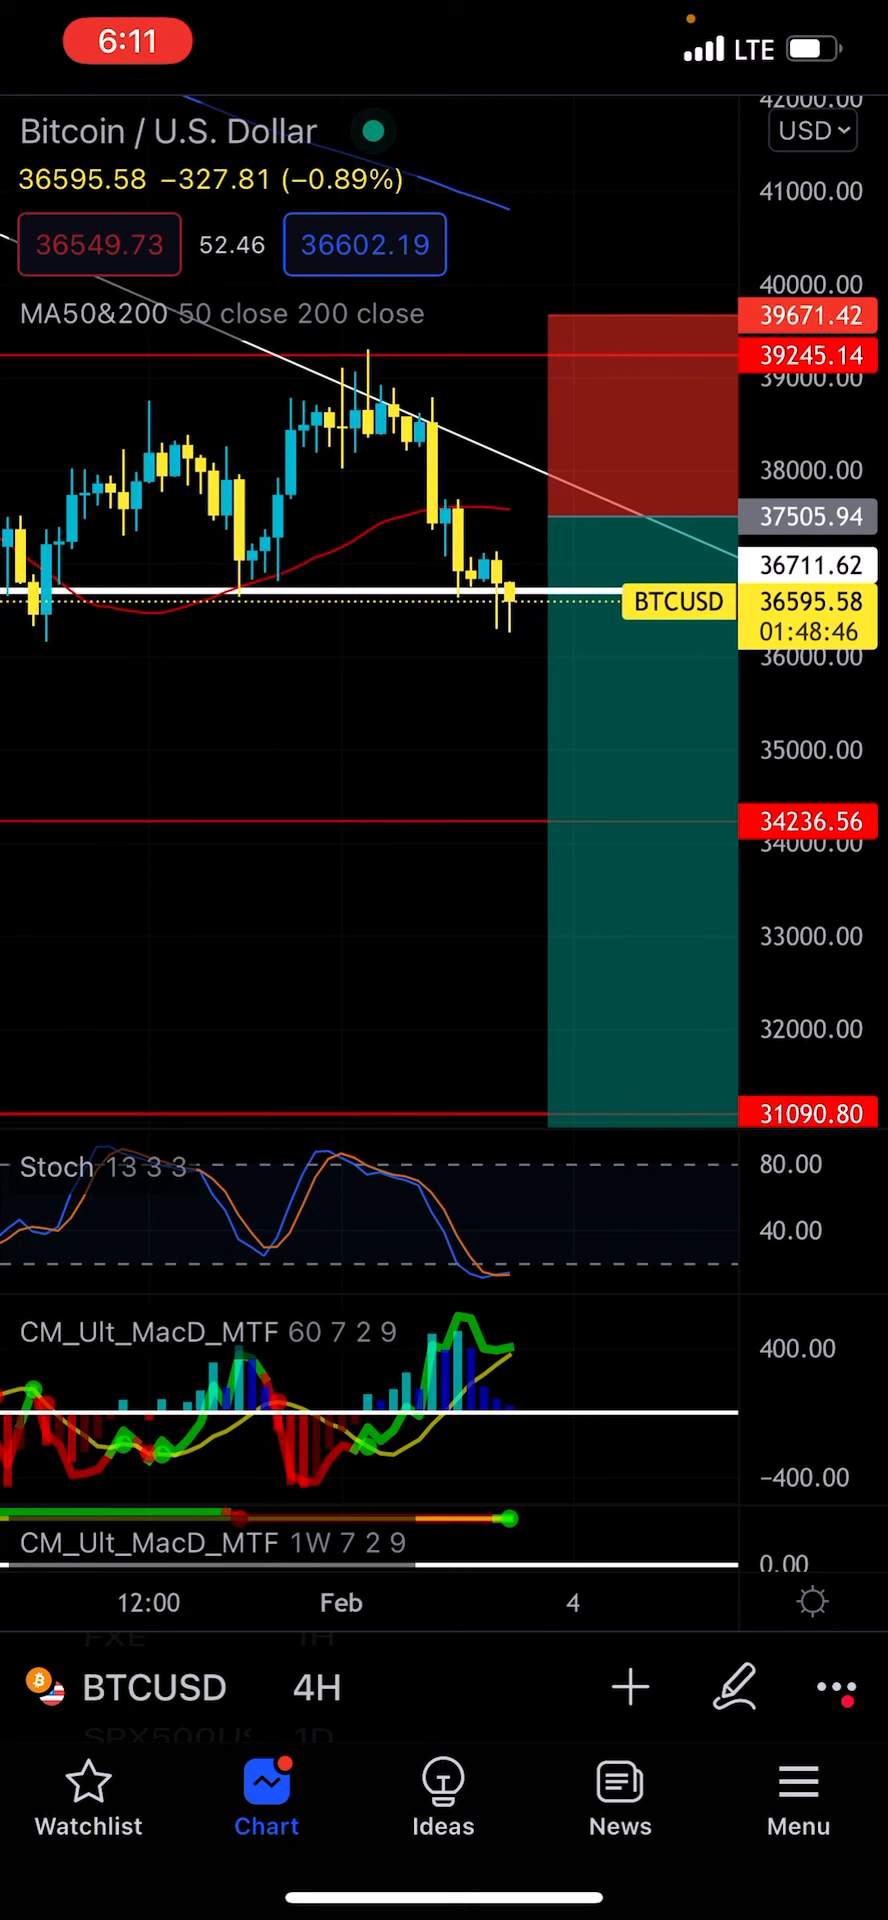 6:11
LTE
42000.00
Bitcoin / U.S. Dollar
USD
36595.58 −327.81 (−0.89%)
41000.00
36549.73 52.46 36602.19
40000.00
MA50&200 50 close 200 close
39671.42
39245.14
39000.00
38000.00
37505.94
36711.62
BTCUSD 36595.58
01:48:46
36000.00
35000.00
34236.56
34000.00
33000.00
32000.00
31090.80
Stoch 13 3 3
80.00
40.00
CM_Ult_MacD_MTF 60 7 2 9
400.00
−400.00
CM_Ult_MacD_MTF 1W 7 2 9
0.00
12:00 Feb 4
FXE 1H
BTCUSD 4H
SPX500US 1D
Watchlist Chart Ideas News Menu